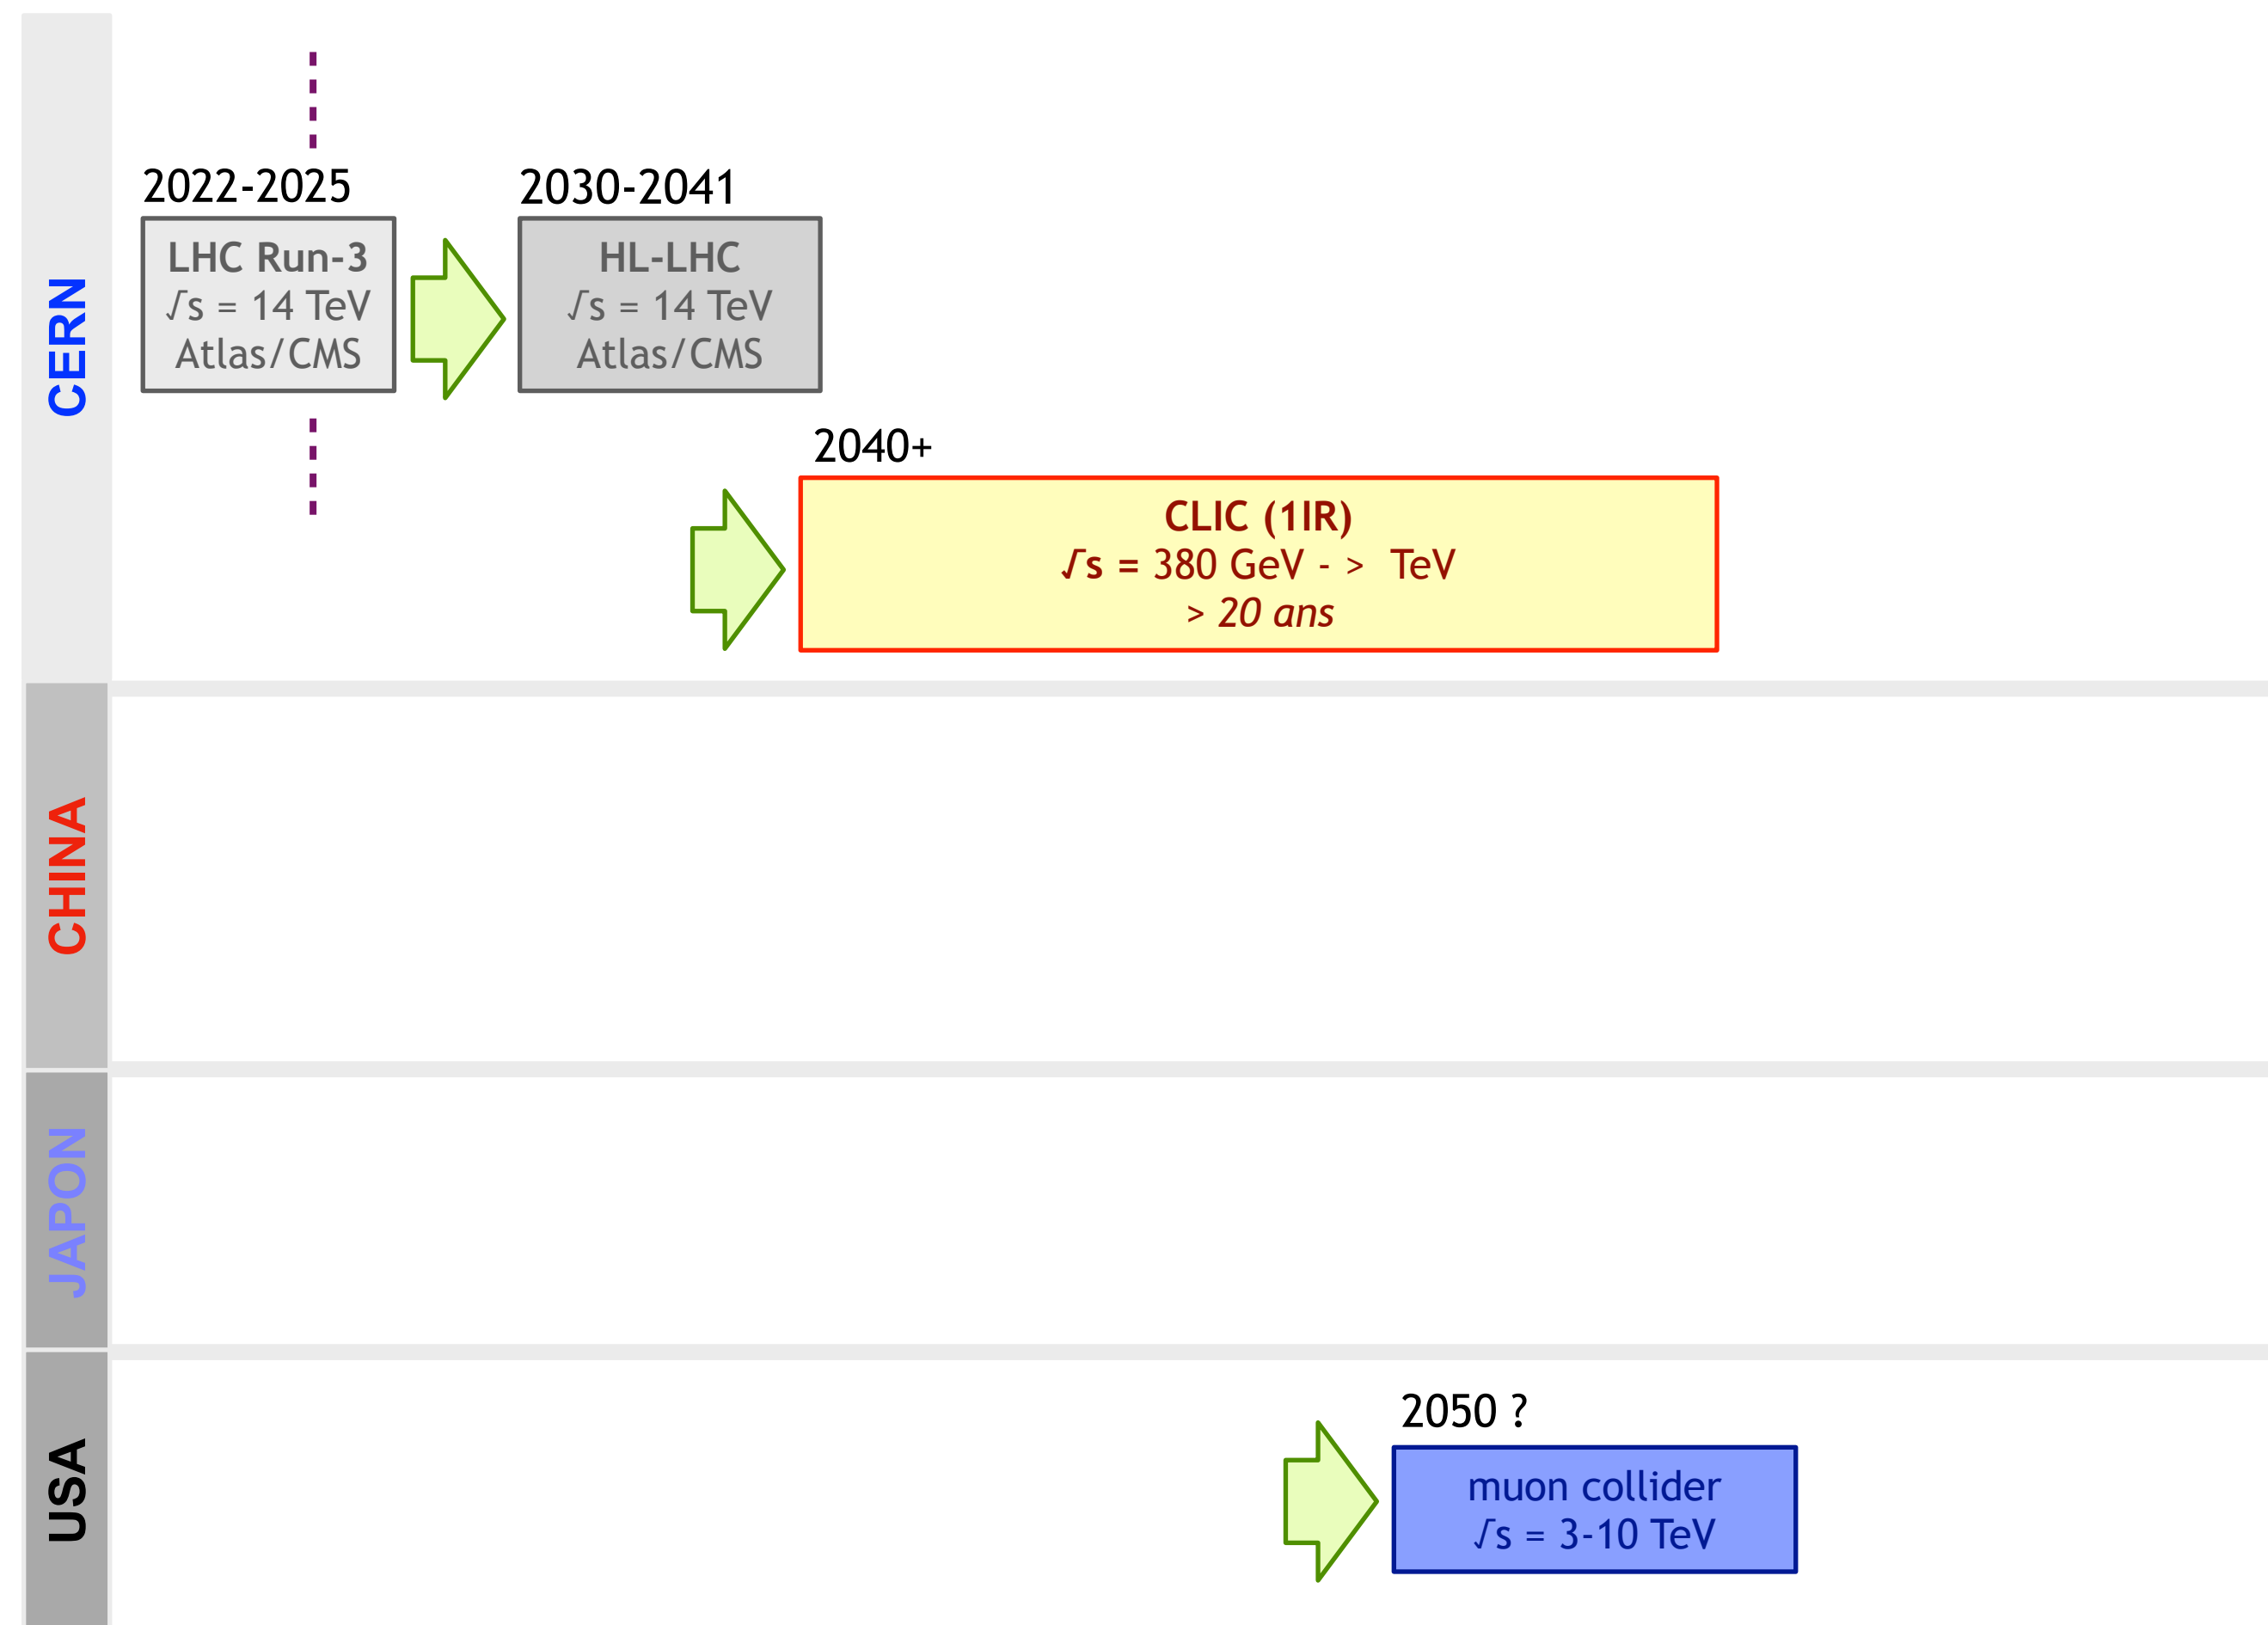 CERN
2022-2025
LHC Run-3
√s = 14 TeV
Atlas/CMS
2030-2041
HL-LHC
√s = 14 TeV
Atlas/CMS
2040+
CLIC (1IR)
√s = 380 GeV - > TeV
> 20 ans
CHINA
JAPON
USA
2050 ?
muon collider
√s = 3-10 TeV